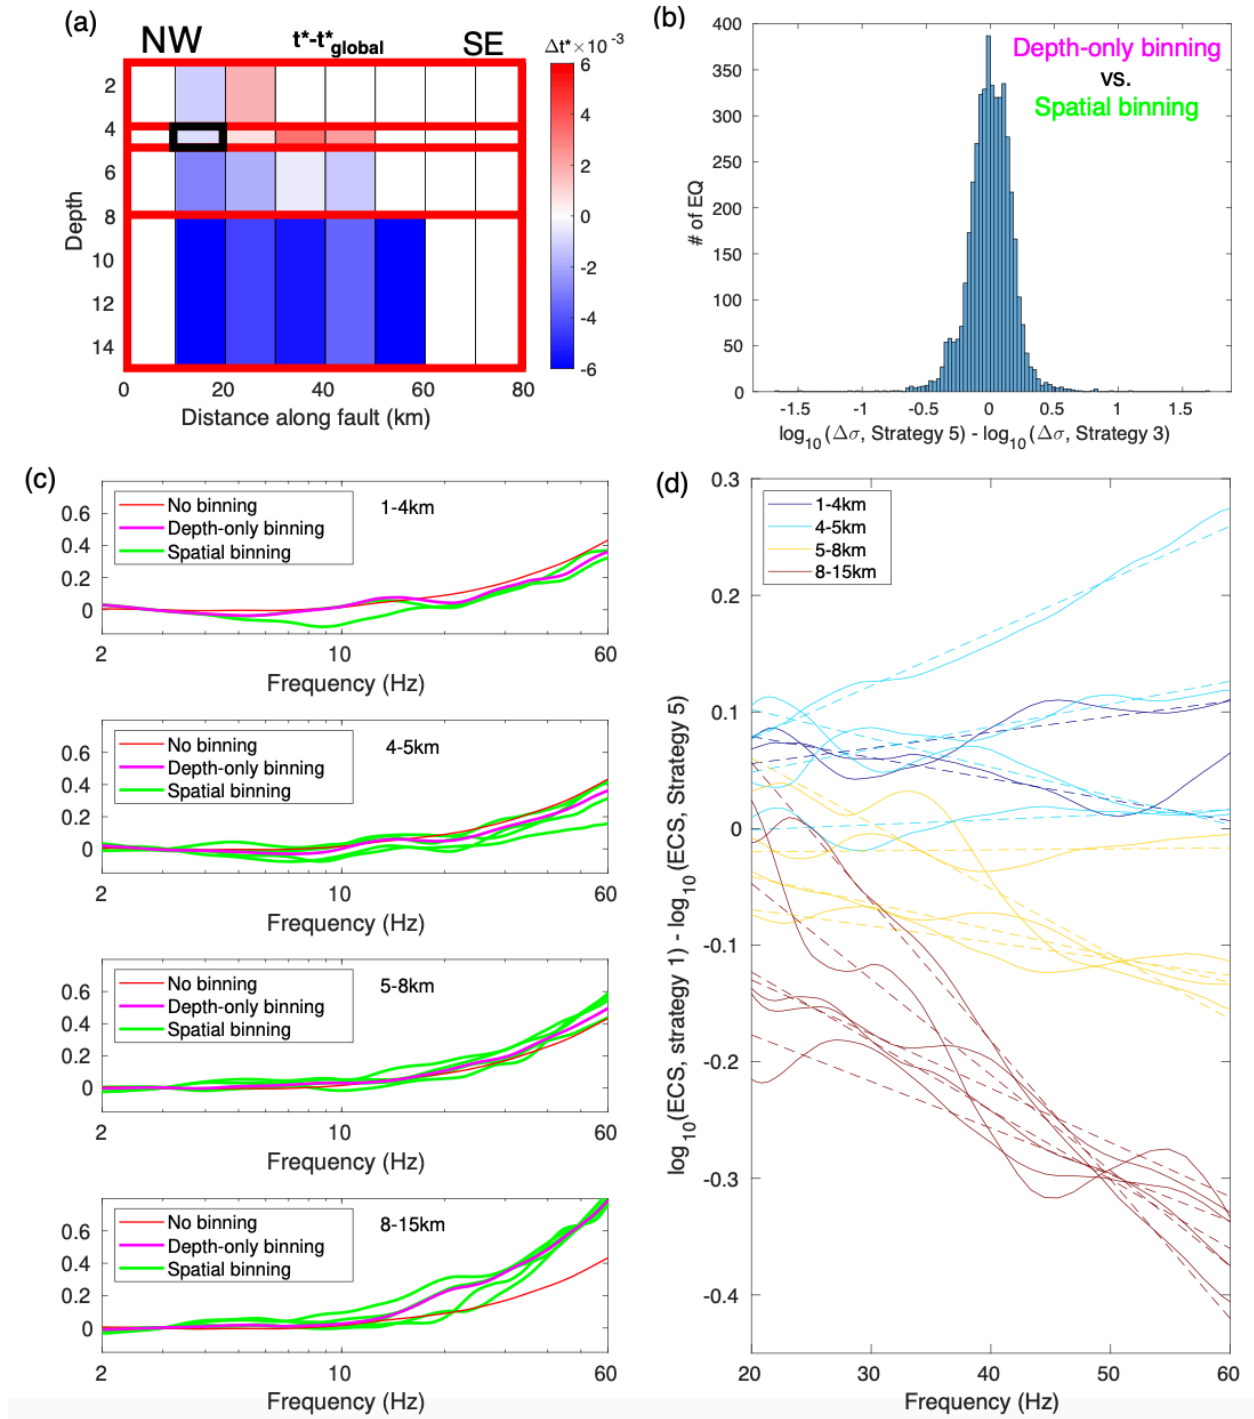 (a)
NW
t*-t*global
SE
Δt*×10⁻³
2
4
6
8
10
12
14
Depth
0
20
40
60
80
Distance along fault (km)
6
4
2
0
-2
-4
-6
(b)
400
350
300
250
200
150
100
50
0
# of EQ
Depth-only binning
vs.
Spatial binning
-1.5
-1
-0.5
0
0.5
1
1.5
log10(Δσ, Strategy 5) - log10(Δσ, Strategy 3)
(c)
No binning
Depth-only binning
Spatial binning
1-4km
0.6
0.4
0.2
0
2
10
60
Frequency (Hz)
No binning
Depth-only binning
Spatial binning
4-5km
0.6
0.4
0.2
0
2
10
60
Frequency (Hz)
No binning
Depth-only binning
Spatial binning
5-8km
0.6
0.4
0.2
0
2
10
60
Frequency (Hz)
No binning
Depth-only binning
Spatial binning
8-15km
0.6
0.4
0.2
0
2
10
60
Frequency (Hz)
(d)
1-4km
4-5km
5-8km
8-15km
0.3
0.2
0.1
0
-0.1
-0.2
-0.3
-0.4
log10(ECS, strategy 1) - log10(ECS, Strategy 5)
20
30
40
50
60
Frequency (Hz)